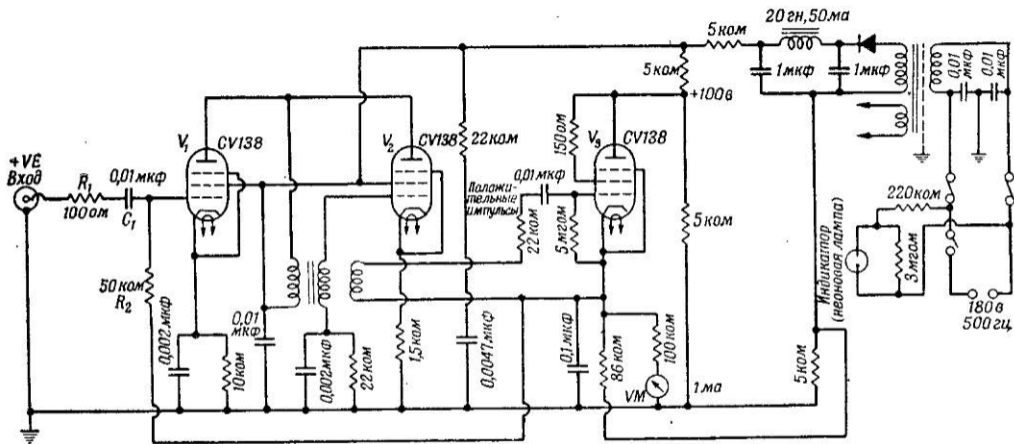 +VE
Вход
R₁
100 ом
0,01 мкф
C₁
50 ком
R₂
V₁
CV138
0,002 мкф
10 ком
0,01
мкф
0,002 мкф
22 ком
V₂
CV138
1,5 ком
22 ком
0,0047 мкф
Положи-
тельные
импульсы
0,01 мкф
22 ком
5 мгом
150 ом
V₃
CV138
0,1 мкф
86 ком
100 ком
VM
1 ма
5 ком
5 ком
+100 в
5 ком
20 гн, 50 ма
1 мкф
1 мкф
5 ком
0,01
мкф
0,01
мкф
220 ком
3 мгом
Индикатор
(неоновая лампа)
180 в
500 гц